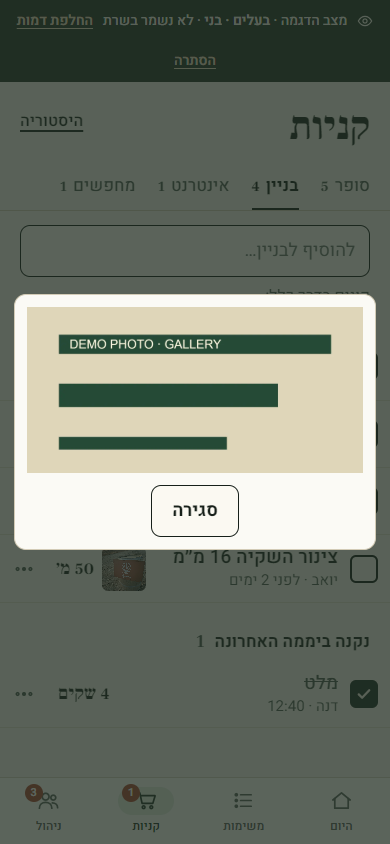 מצב הדגמה · בעלים · בני · לא נשמר בשרת החלפת דמות
הסתרה
קניות
היסטוריה
סופר 5 בניין 4 אינטרנט 1 מחפשים 1
להוסיף לבניין...
DEMO PHOTO · GALLERY
סגירה
צינור השקיה 16 מ״מ
50 מ׳
יואב · לפני 2 ימים
נקנה ביממה האחרונה 1
מלט
4 שקים
דנה · 12:40
היום משימות קניות 1 ניהול 3